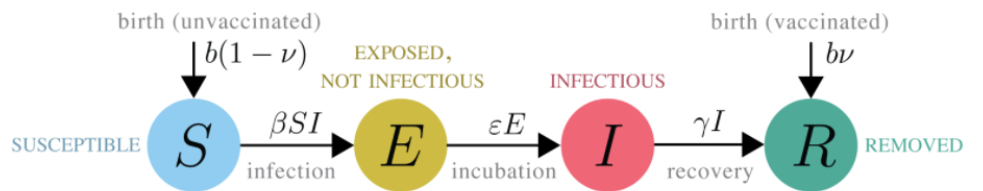 birth (unvaccinated)
birth (vaccinated)
b(1 − ν)
EXPOSED,
NOT INFECTIOUS
INFECTIOUS
bν
SUSCEPTIBLE
S
βSI
infection
E
εE
incubation
I
γI
recovery
R
REMOVED